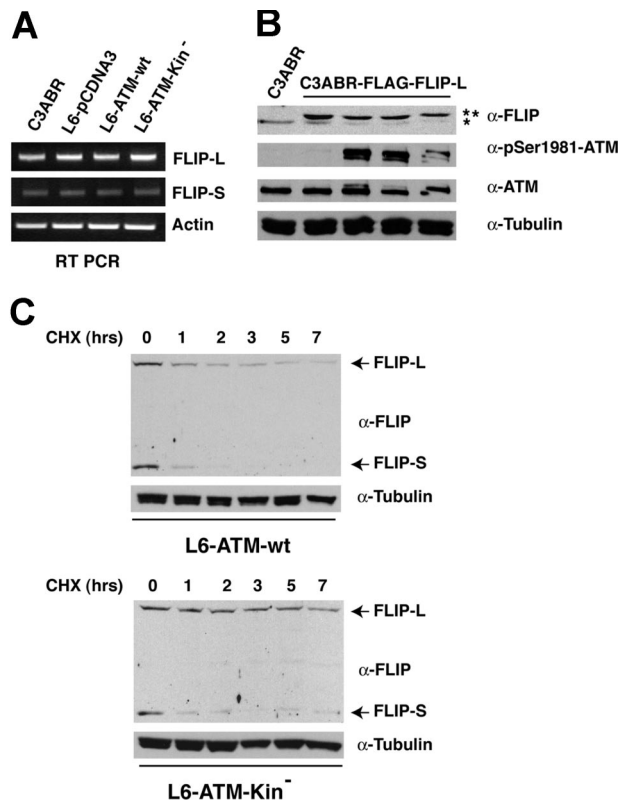 A
C3ABR
L6-pCDNA3
L6-ATM-wt
L6-ATM-Kin⁻
FLIP-L
FLIP-S
Actin
RT PCR
B
C3ABR
C3ABR-FLAG-FLIP-L
** α-FLIP
*
α-pSer1981-ATM
α-ATM
α-Tubulin
C
CHX (hrs) 0 1 2 3 5 7
FLIP-L
α-FLIP
FLIP-S
α-Tubulin
L6-ATM-wt
CHX (hrs) 0 1 2 3 5 7
FLIP-L
α-FLIP
FLIP-S
α-Tubulin
L6-ATM-Kin⁻